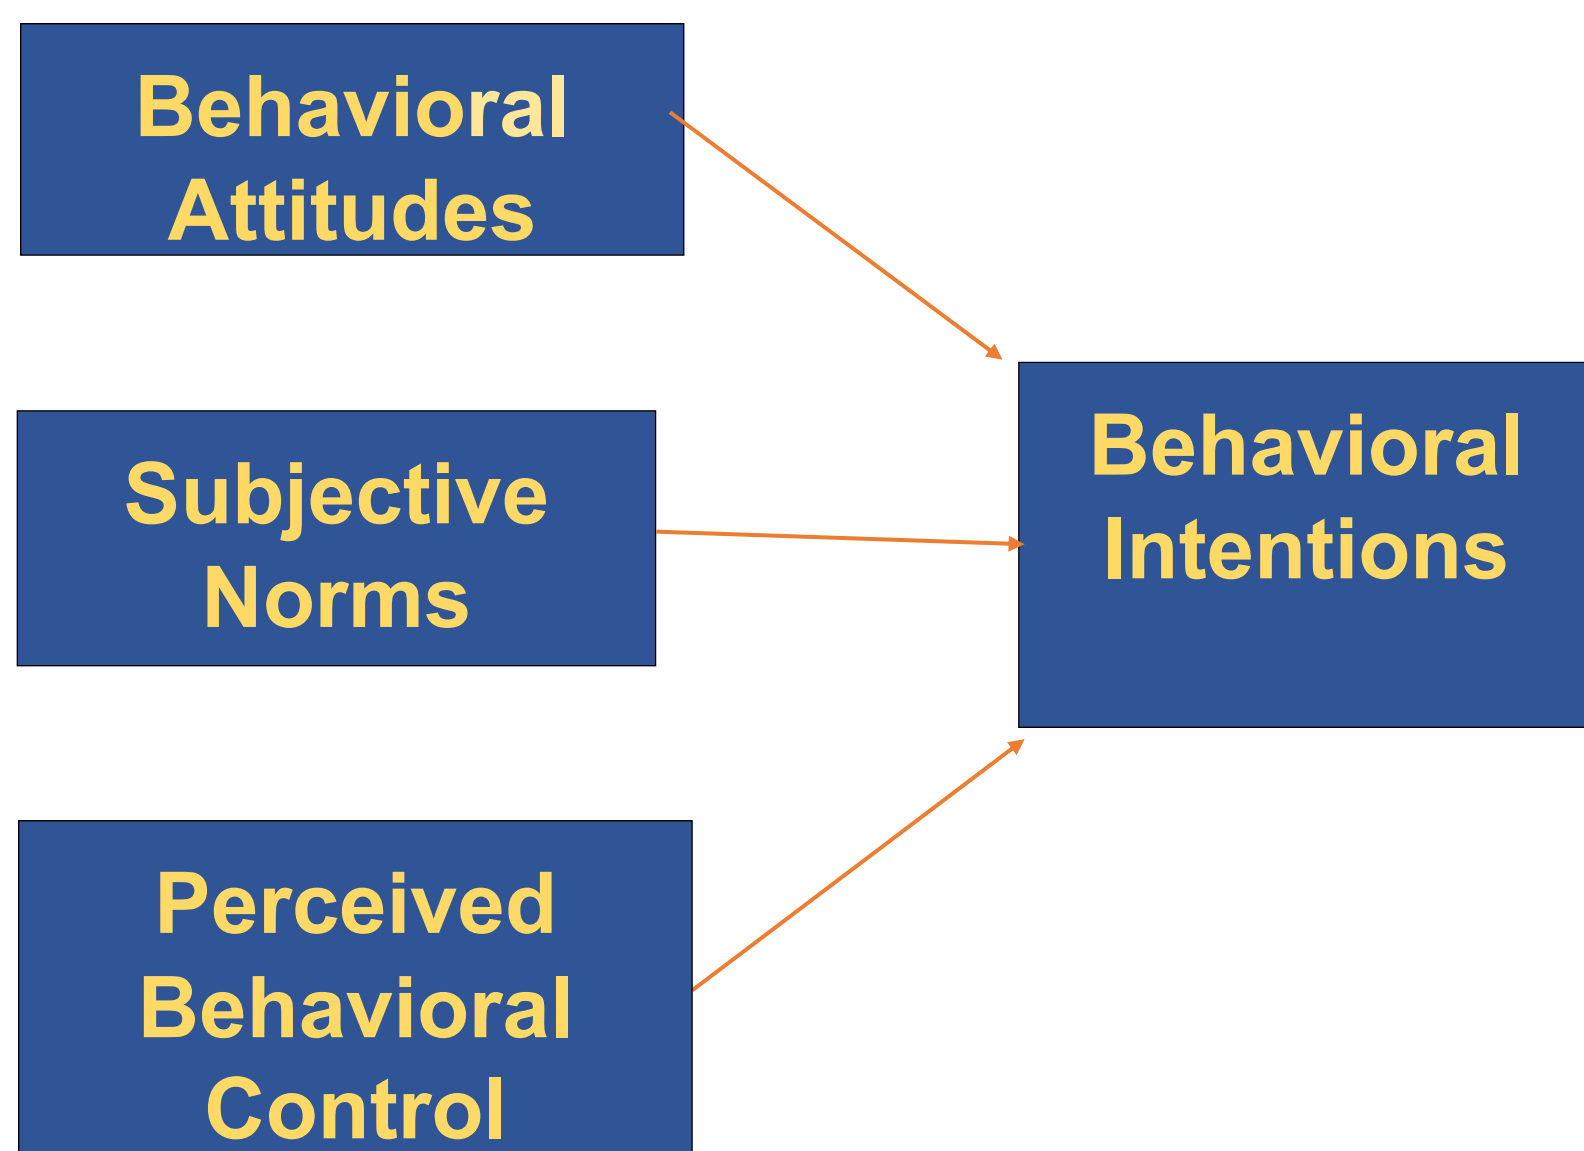 Behavioral
Attitudes
Subjective
Norms
Behavioral
Intentions
Perceived
Behavioral
Control